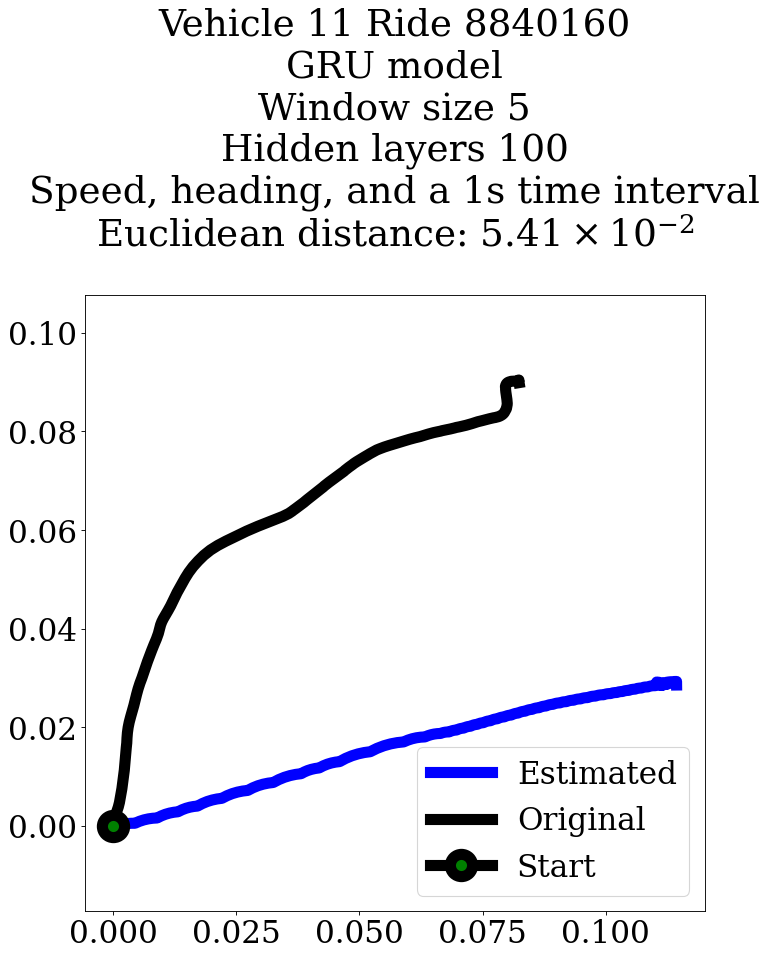 Vehicle 11 Ride 8840160
GRU model
Window size 5
Hidden layers 100
Speed, heading, and a 1s time interval
Euclidean distance: 5.41 × 10⁻²
0.10
0.08
0.06
0.04
0.02
0.00
Estimated
Original
Start
0.000 0.025 0.050 0.075 0.100